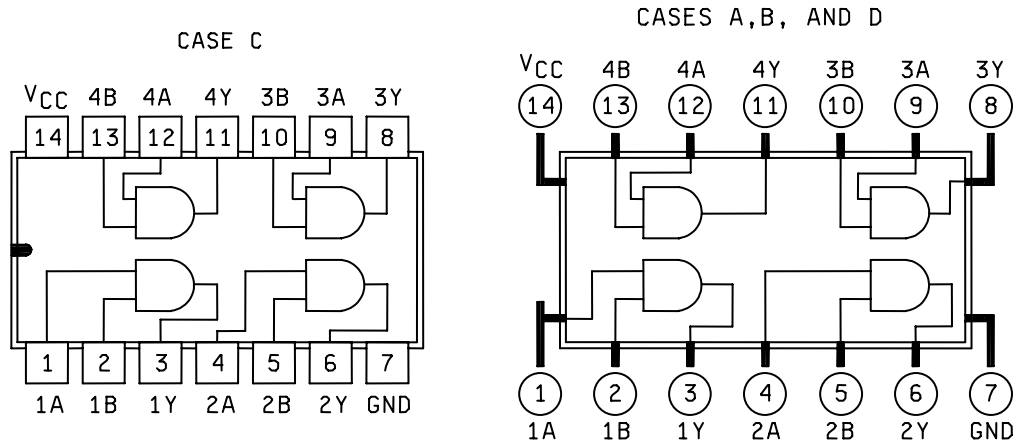 CASES A,B, AND D
CASE C
VCC 4B 4A 4Y 3B 3A 3Y
14 13 12 11 10 9 8
1 2 3 4 5 6 7
1A 1B 1Y 2A 2B 2Y GND
VCC 4B 4A 4Y 3B 3A 3Y
14 13 12 11 10 9 8
1 2 3 4 5 6 7
1A 1B 1Y 2A 2B 2Y GND